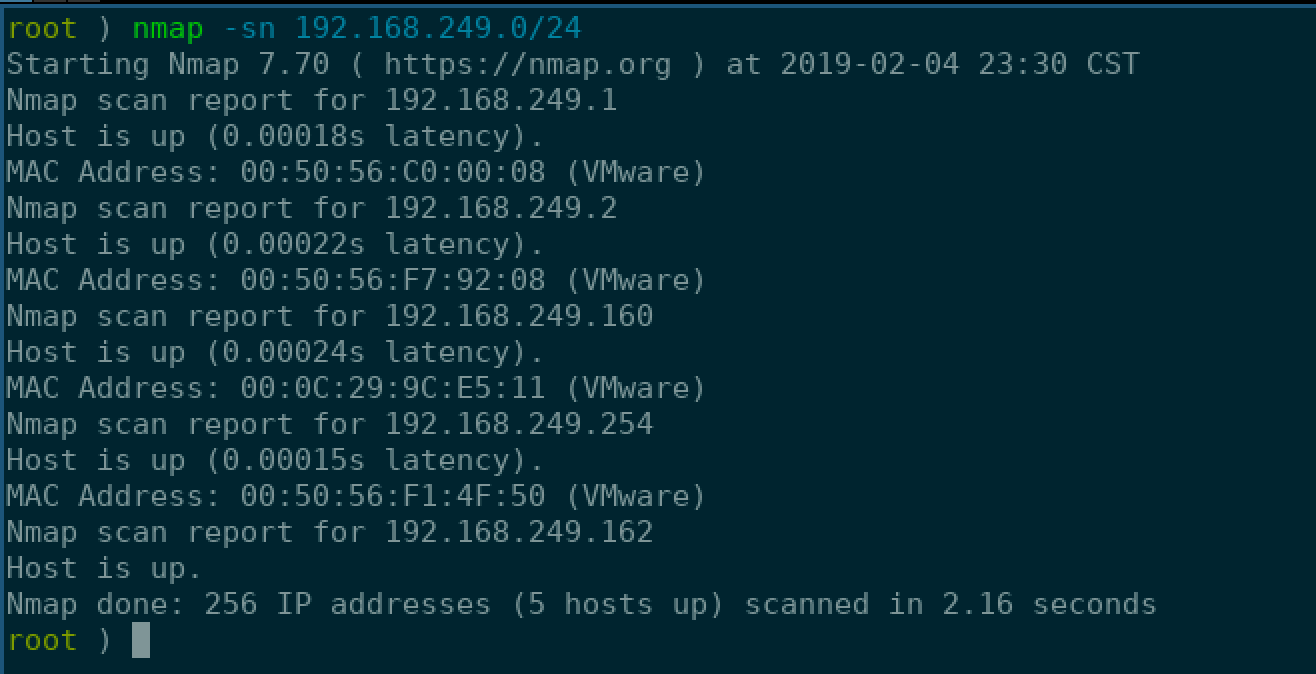 root ) nmap -sn 192.168.249.0/24
Starting Nmap 7.70 ( https://nmap.org ) at 2019-02-04 23:30 CST
Nmap scan report for 192.168.249.1
Host is up (0.00018s latency).
MAC Address: 00:50:56:C0:00:08 (VMware)
Nmap scan report for 192.168.249.2
Host is up (0.00022s latency).
MAC Address: 00:50:56:F7:92:08 (VMware)
Nmap scan report for 192.168.249.160
Host is up (0.00024s latency).
MAC Address: 00:0C:29:9C:E5:11 (VMware)
Nmap scan report for 192.168.249.254
Host is up (0.00015s latency).
MAC Address: 00:50:56:F1:4F:50 (VMware)
Nmap scan report for 192.168.249.162
Host is up.
Nmap done: 256 IP addresses (5 hosts up) scanned in 2.16 seconds
root )